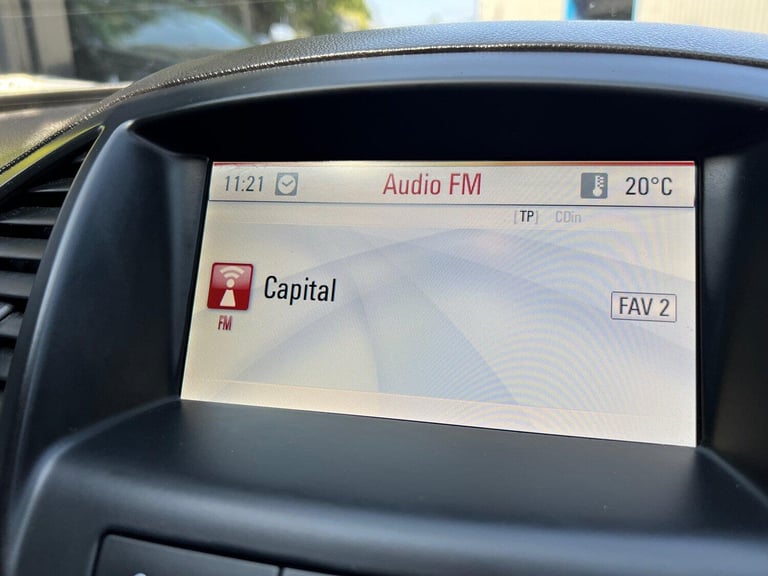 11:21 Audio FM 20°C
[TP] CDin
Capital
FAV 2
FM